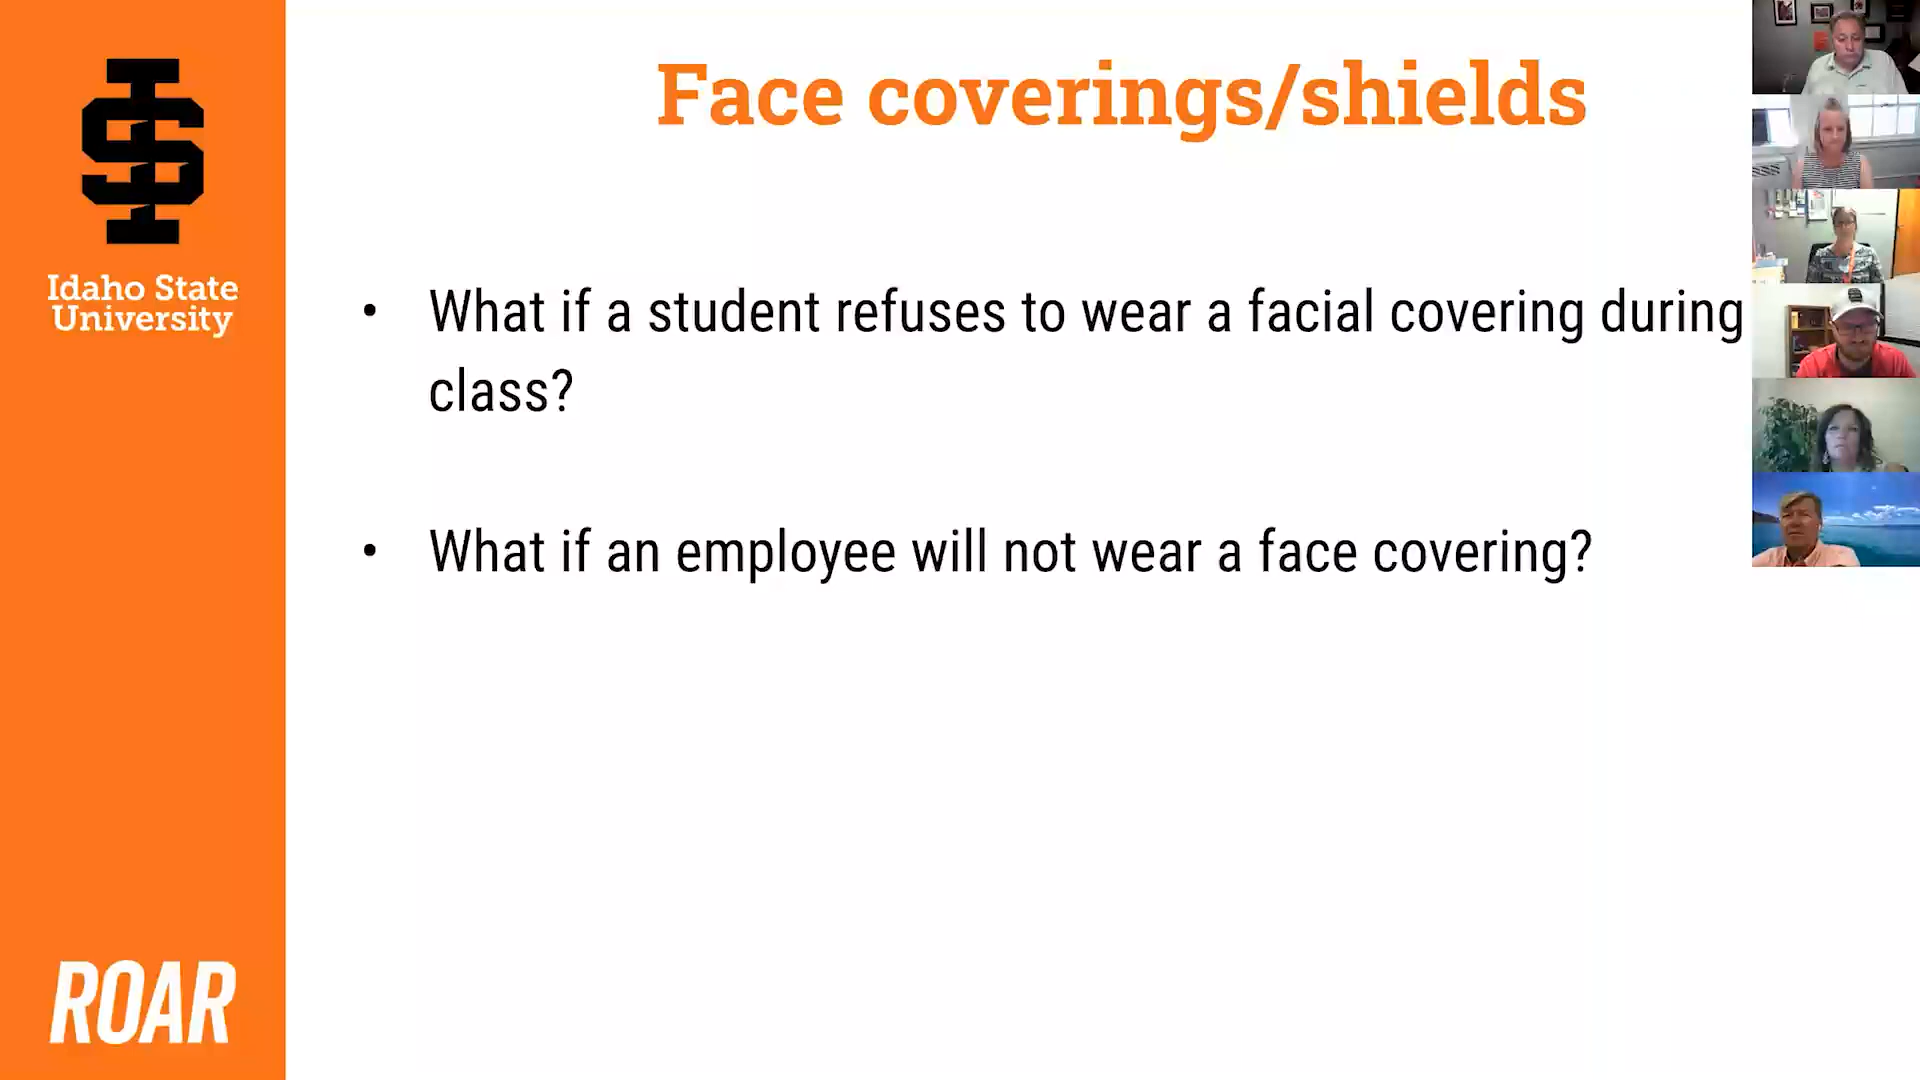 Idaho State
University
Face coverings/shields
• What if a student refuses to wear a facial covering during
class?
• What if an employee will not wear a face covering?
ROAR